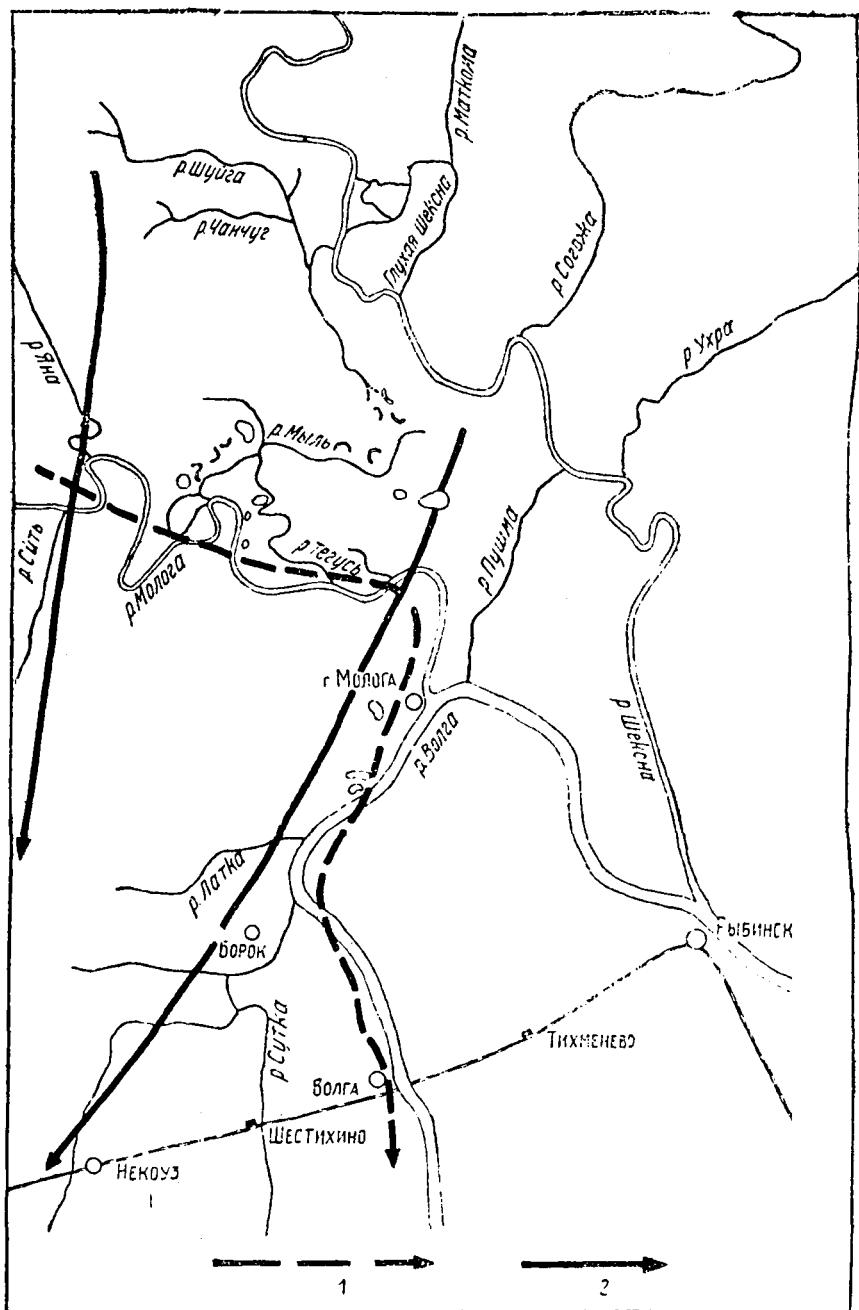 р. Маткома
р. Шуйга
р. Чанчуг
Глухая Шексна
р. Согожа
р. Ухра
р. Яна
р. Мыль
р. Сить
р. Молога
р. Тегусь
р. Пушма
г. Молога
р. Волга
р. Шексна
р. Латка
Борок
Рыбинск
р. Сутка
Тихменево
Волга
Шестихино
Некоуз
1
2